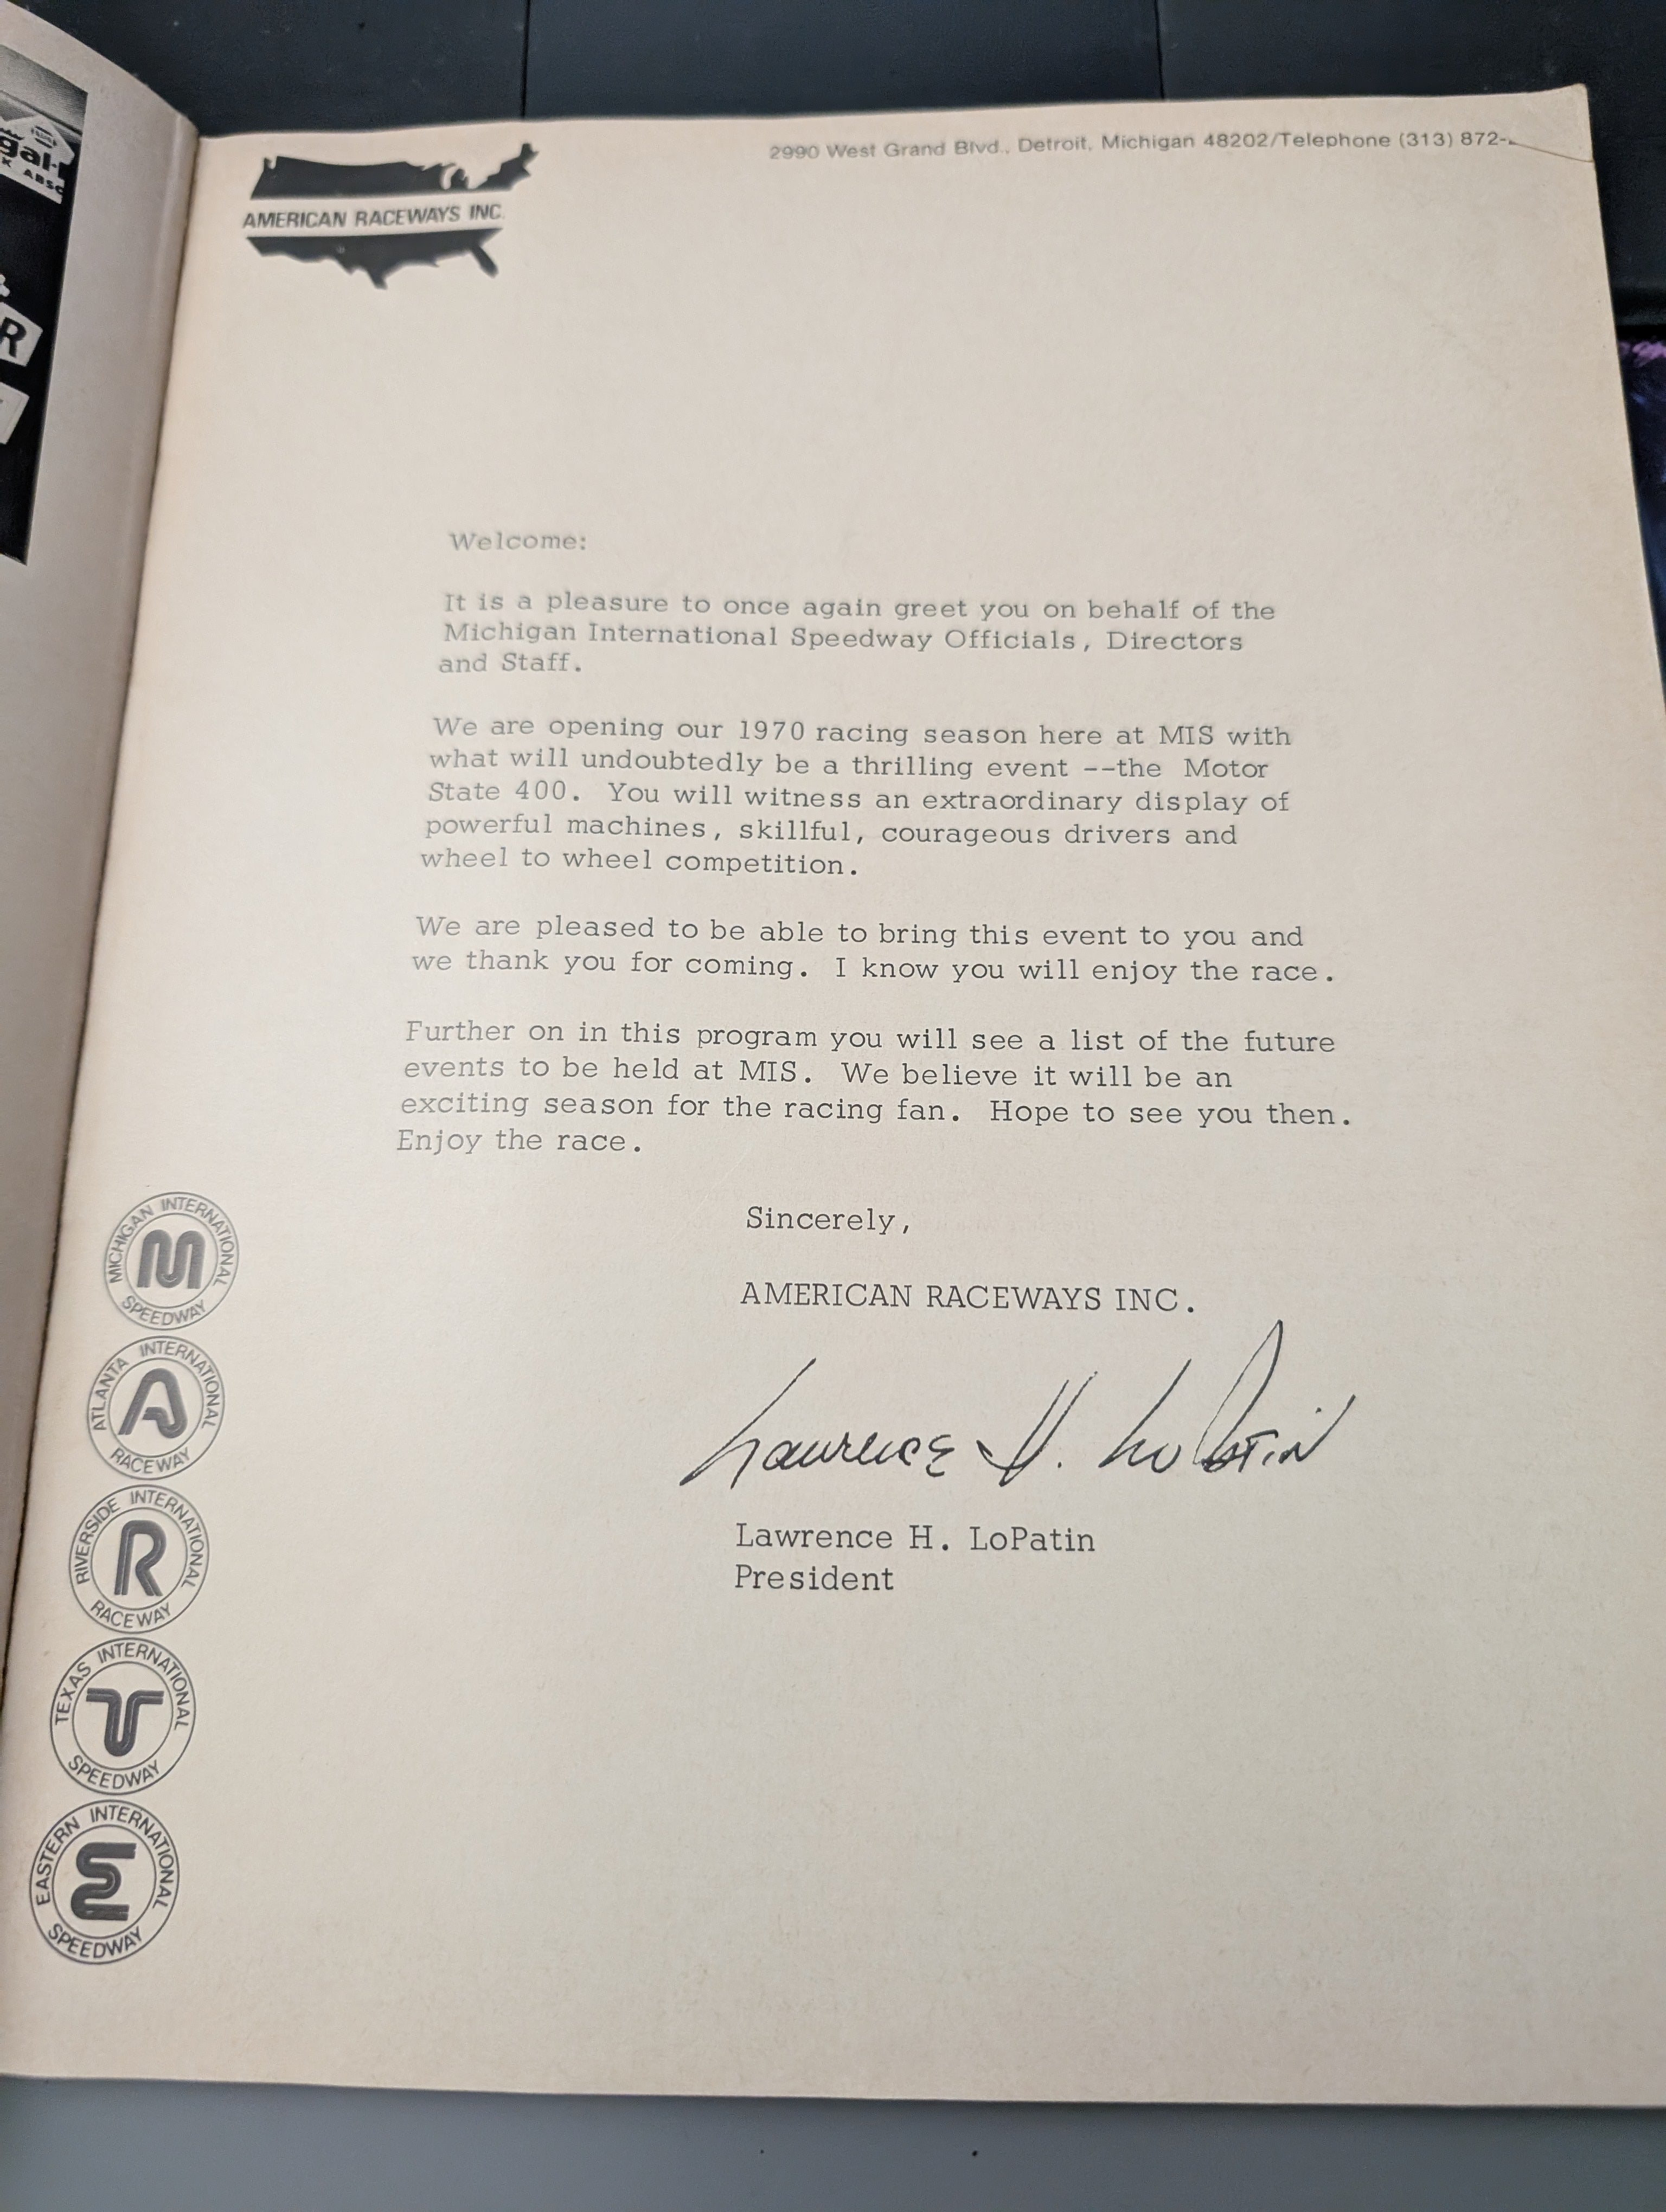 AMERICAN RACEWAYS INC.
2990 West Grand Blvd., Detroit, Michigan 48202/Telephone (313) 872-
Welcome:
It is a pleasure to once again greet you on behalf of the
Michigan International Speedway Officials, Directors
and Staff.
We are opening our 1970 racing season here at MIS with
what will undoubtedly be a thrilling event --the Motor
State 400. You will witness an extraordinary display of
powerful machines, skillful, courageous drivers and
wheel to wheel competition.
We are pleased to be able to bring this event to you and
we thank you for coming. I know you will enjoy the race.
Further on in this program you will see a list of the future
events to be held at MIS. We believe it will be an
exciting season for the racing fan. Hope to see you then.
Enjoy the race.
Sincerely,
AMERICAN RACEWAYS INC.
Lawrence H. LoPatin
Lawrence H. LoPatin
President
MICHIGAN INTERNATIONAL SPEEDWAY
M
ATLANTA INTERNATIONAL RACEWAY
A
RIVERSIDE INTERNATIONAL RACEWAY
R
TEXAS INTERNATIONAL SPEEDWAY
T
EASTERN INTERNATIONAL SPEEDWAY
E
R